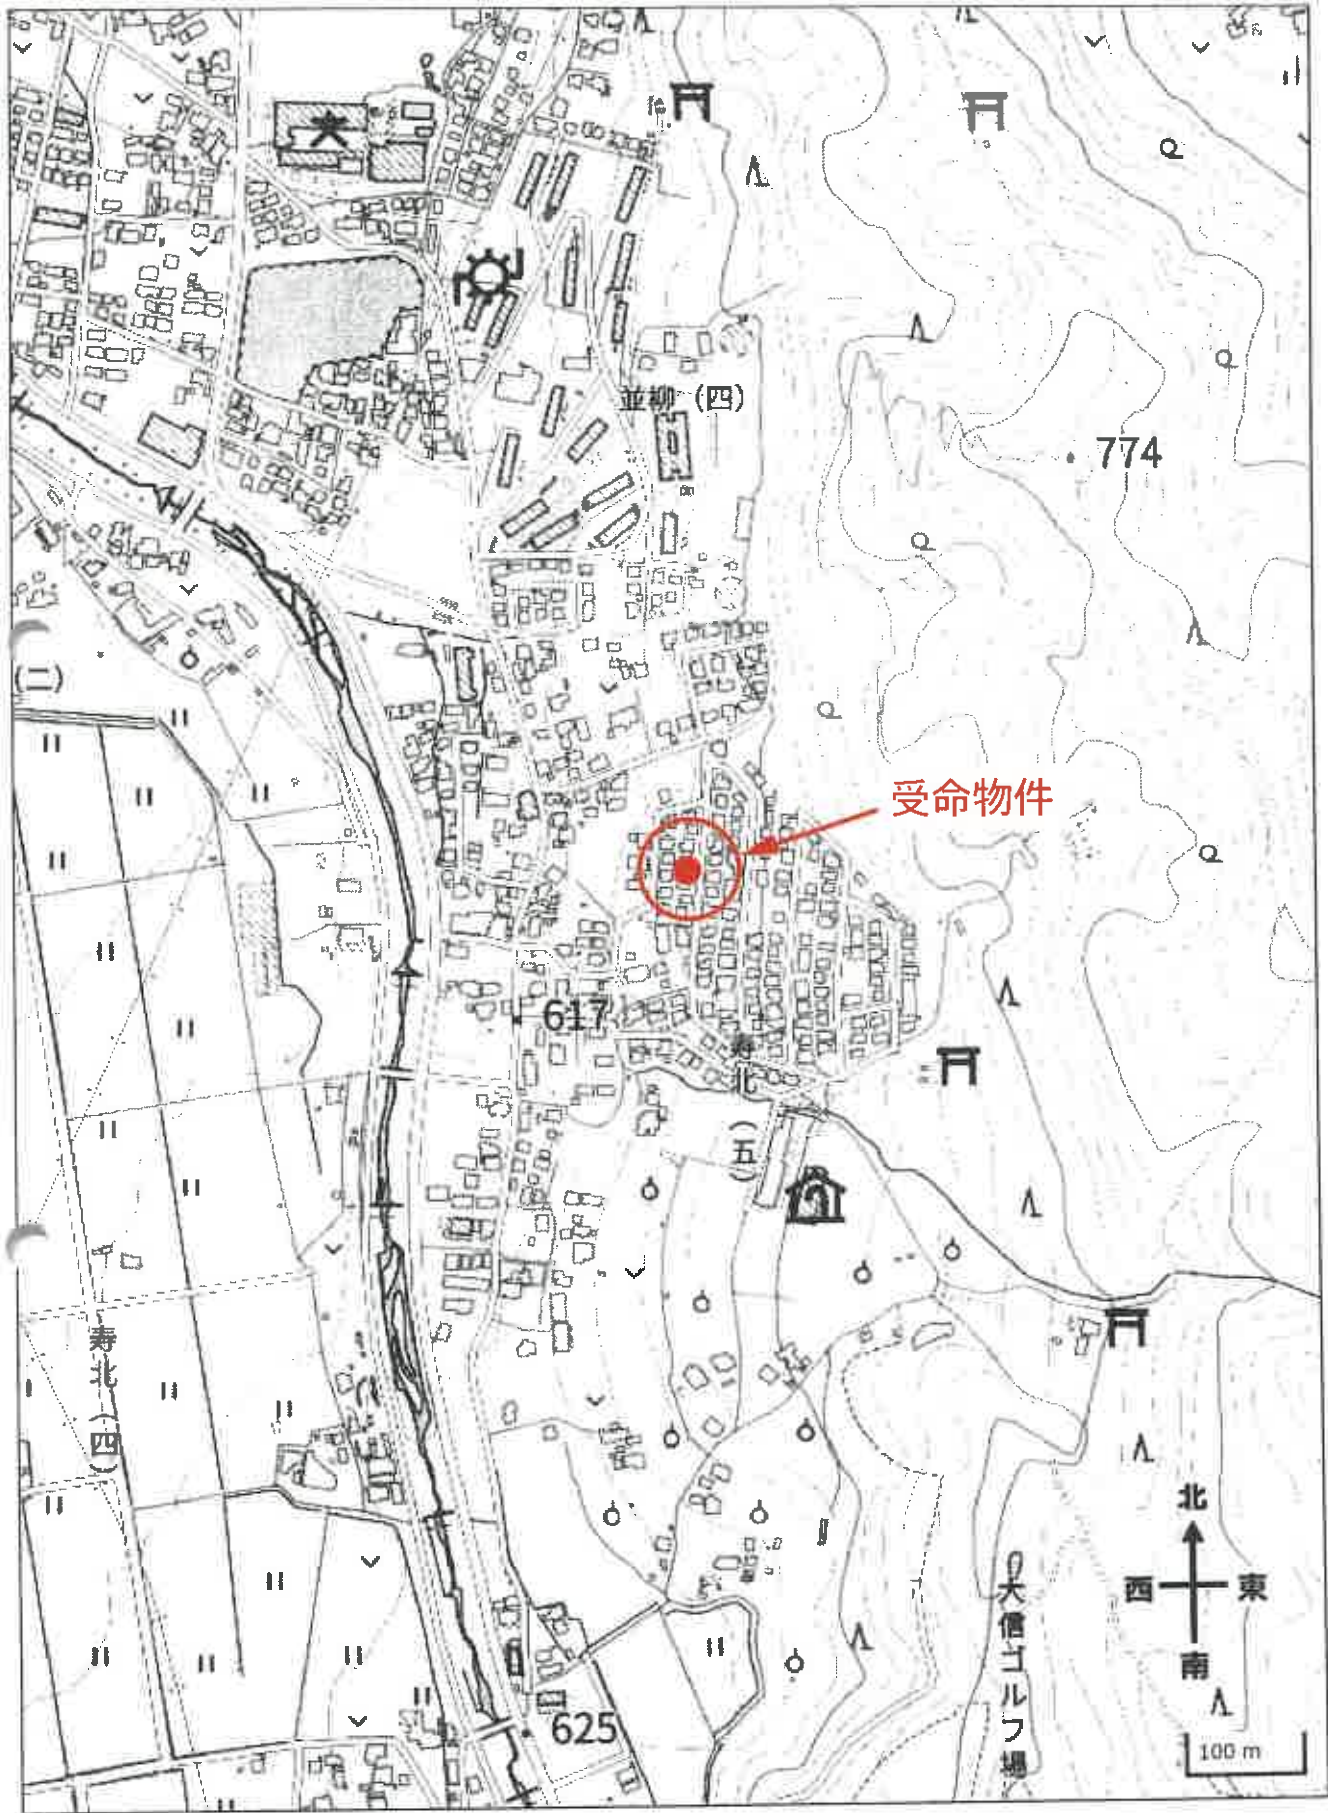 並柳(四)
774
(二)
受命物件
617
寿北(五)
寿北(四)
北
西
東
大信ゴルフ場
南
625
100 m